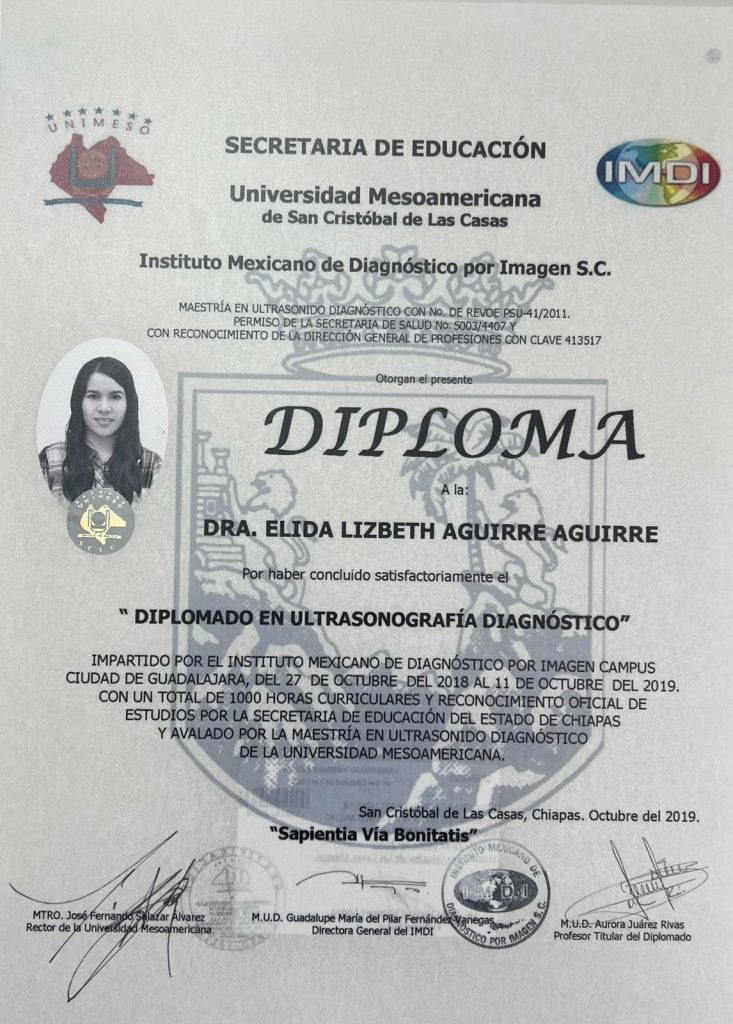 UNIMESO
SECRETARIA DE EDUCACIÓN
IMDI
Universidad Mesoamericana
de San Cristóbal de Las Casas
Instituto Mexicano de Diagnóstico por Imagen S.C.
MAESTRÍA EN ULTRASONIDO DIAGNÓSTICO CON No. DE REVOE PSU-41/2011.
PERMISO DE LA SECRETARIA DE SALUD No. 5003/4407 Y
CON RECONOCIMIENTO DE LA DIRECCIÓN GENERAL DE PROFESIONES CON CLAVE 413517
Otorgan el presente
DIPLOMA
A la:
UNIMESO
S.C.L.C.
DRA. ELIDA LIZBETH AGUIRRE AGUIRRE
Por haber concluido satisfactoriamente el
“ DIPLOMADO EN ULTRASONOGRAFÍA DIAGNÓSTICO”
IMPARTIDO POR EL INSTITUTO MEXICANO DE DIAGNÓSTICO POR IMAGEN CAMPUS
CIUDAD DE GUADALAJARA, DEL 27 DE OCTUBRE DEL 2018 AL 11 DE OCTUBRE DEL 2019.
CON UN TOTAL DE 1000 HORAS CURRICULARES Y RECONOCIMIENTO OFICIAL DE
ESTUDIOS POR LA SECRETARIA DE EDUCACIÓN DEL ESTADO DE CHIAPAS
Y AVALADO POR LA MAESTRÍA EN ULTRASONIDO DIAGNÓSTICO
DE LA UNIVERSIDAD MESOAMERICANA.
San Cristóbal de Las Casas, Chiapas. Octubre del 2019.
“Sapientia Vía Bonitatis”
INSTITUTO MEXICANO DE
IMDI
DIAGNÓSTICO POR IMAGEN S.C.
MTRO. José Fernando Salazar Álvarez
Rector de la Universidad Mesoamericana
M.U.D. Guadalupe María del Pilar Fernández Vanegas
Directora General del IMDI
M.U.D. Aurora Juárez Rivas
Profesor Titular del Diplomado